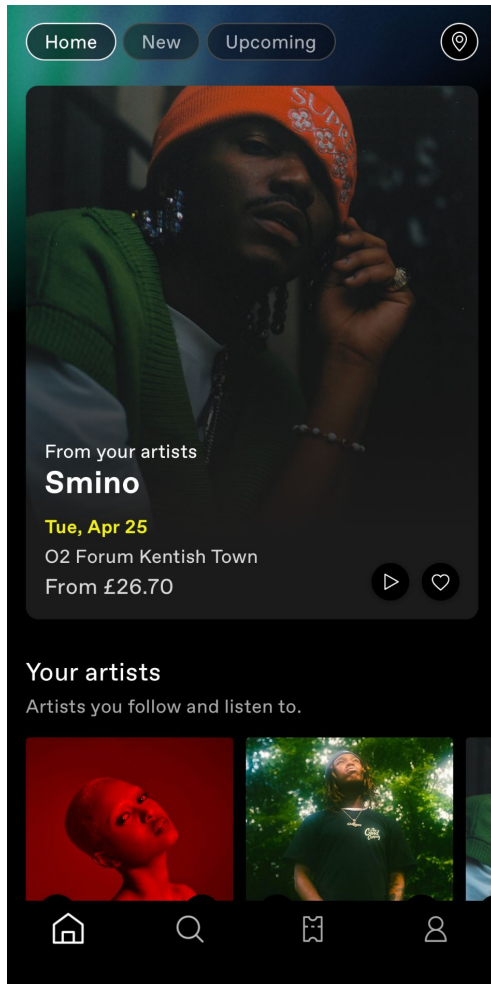 Home
New
Upcoming
From your artists
Smino
Tue, Apr 25
O2 Forum Kentish Town
From £26.70
Your artists
Artists you follow and listen to.